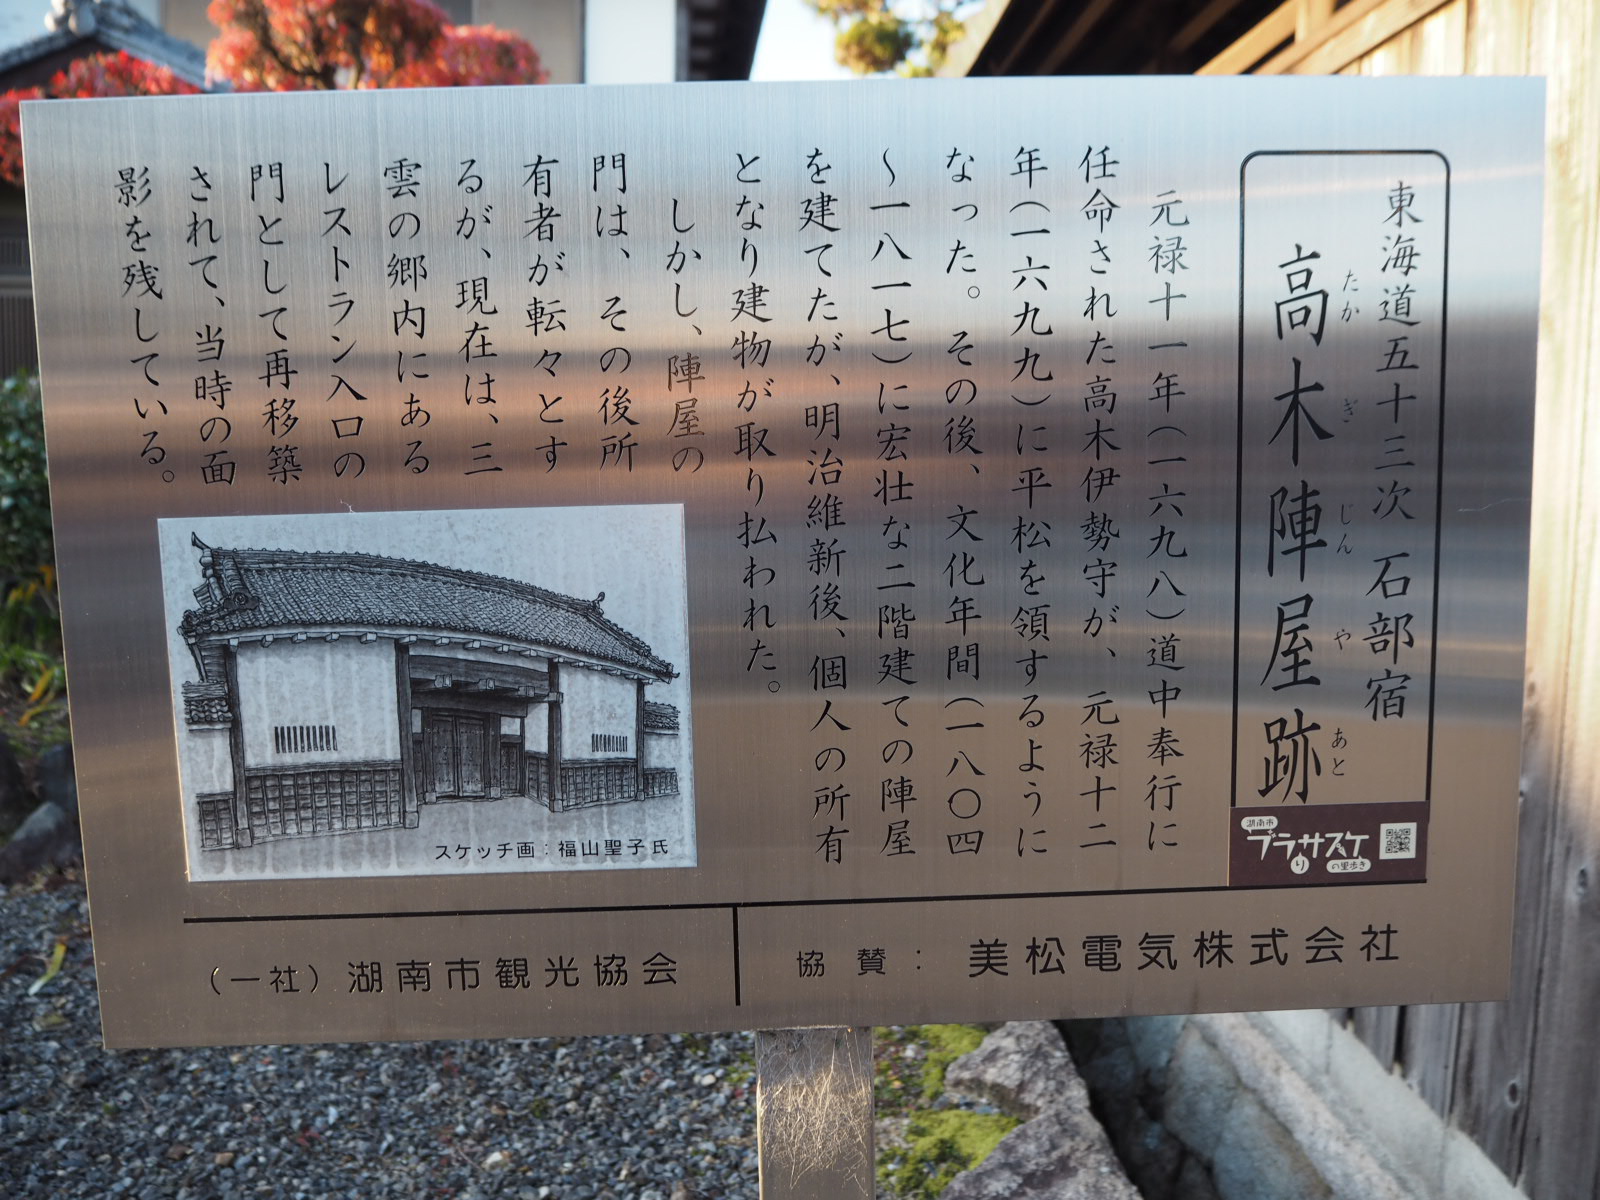 東海道五十三次 石部宿
高木陣屋跡
たか ぎ じん や あと
元禄十一年(一六九八)道中奉行に
任命された高木伊勢守が、元禄十二
年(一六九九)に平松を領するように
なった。その後、文化年間(一八〇四
~一八一七)に宏壮な二階建ての陣屋
を建てたが、明治維新後、個人の所有
となり建物が取り払われた。
しかし、陣屋の
門は、その後所
有者が転々とす
るが、現在は、三
雲の郷内にある
レストラン入口の
門として再移築
されて、当時の面
影を残している。
スケッチ画:福山聖子氏
湖南市
ブラりサスケ
の里歩き
協賛: 美松電気株式会社
(一社)湖南市観光協会